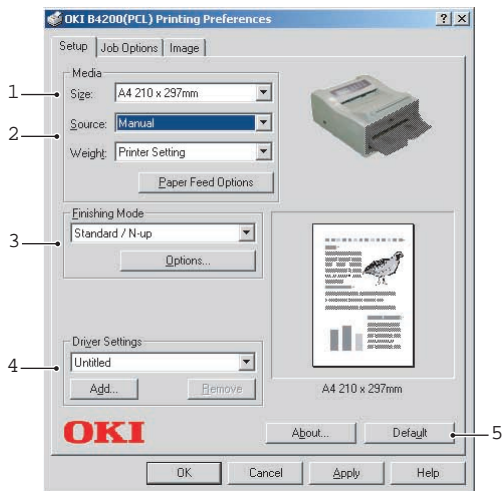 OKI B4200(PCL) Printing Preferences
Setup
Job Options
Image
Media
1
Size:
A4 210 x 297mm
2
Source:
Manual
Weight:
Printer Setting
Paper Feed Options
Finishing Mode
3
Standard / N-up
Options...
Driver Settings
4
Untitled
Add...
Remove
A4 210 x 297mm
OKI
About...
Default
5
OK
Cancel
Apply
Help